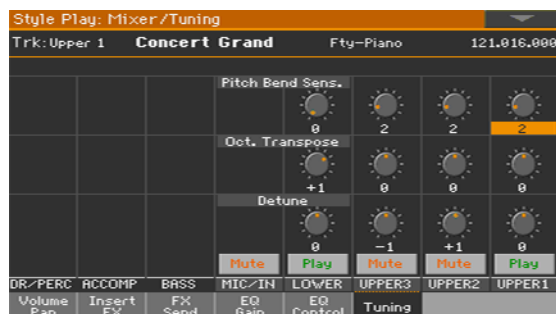 Style Play: Mixer/Tuning
Trk:Upper 1 Concert Grand Fty-Piano 121.016.000
Pitch Bend Sens.
0 2 2 2
Oct. Transpose
+1 0 0 0
Detune
0 -1 +1 0
Mute Play Mute Mute Play
DR/PERC ACCOMP BASS MIC/IN LOWER UPPER3 UPPER2 UPPER1
Volume Pan Insert FX FX Send EQ Gain EQ Control Tuning